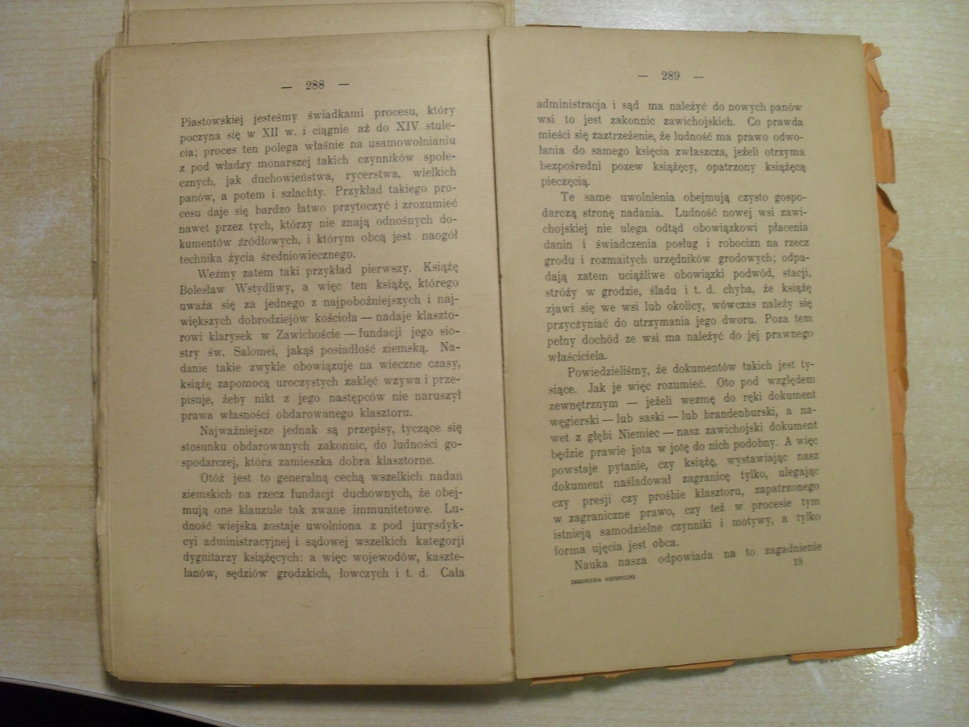 — 288 —
Piastowskiej jesteśmy świadkami procesu, który
poczyna się w XII w. i ciągnie aż do XIV stule-
cia; proces ten polega właśnie na usamowolnianiu
z pod władzy monarszej takich czynników społe-
cznych, jak duchowieństwa, rycerstwa, wielkich
panów, a potem i szlachty. Przykład takiego pro-
cesu daje się bardzo łatwo przytoczyć i zrozumieć
nawet przez tych, którzy nie znają odnośnych do-
kumentów źródłowych, i którym obcą jest naogół
technika życia średniowiecznego.
Weźmy zatem taki przykład pierwszy. Książę
Bolesław Wstydliwy, a więc ten książę, którego
uważa się za jednego z najpobożniejszych i naj-
większych dobrodziejów kościoła — nadaje klaszto-
rowi klarysek w Zawichoście — fundacji jego sio-
stry św. Salomei, jakąś posiadłość ziemską. Na-
danie takie zwykle obowiązuje na wieczne czasy,
książę zapomocą uroczystych zaklęć wzywa i prze-
pisuje, żeby nikt z jego następców nie naruszył
prawa własności obdarowanego klasztoru.
Najważniejsze jednak są przepisy, tyczące się
stosunku obdarowanych zakonnic, do ludności go-
spodarczej, która zamieszka dobra klasztorne.
Otóż jest to generalną cechą wszelkich nadań
ziemskich na rzecz fundacji duchownych, że obej-
mują one klauzule tak zwane immunitetowe. Lu-
dność wiejska zostaje uwolniona z pod jurysdyk-
cyi administracyjnej i sądowej wszelkich kategorji
dygnitarzy książęcych: a więc wojewodów, kaszte-
lanów, sędziów grodzkich, łowczych i t. d. Cała
— 289 —
administracja i sąd ma należyć do nowych panów
wsi to jest zakonnic zawichojskich. Co prawda
mieści się zaztrzeżenie, że ludność ma prawo odwo-
łania do samego księcia zwłaszcza, jeżeli otrzyma
bezpośredni pozew książęcy, opatrzony książęcą
pieczęcią.
Te same uwolnienia obejmują czysto gospo-
darczą stronę nadania. Ludność nowej wsi zawi-
chojskiej nie ulega odtąd obowiązkowi płacenia
danin i świadczenia posług i robocizn na rzecz
grodu i rozmaitych urzędników grodowych; odpa-
dają zatem uciążliwe obowiązki podwód, stacji,
stróży w grodzie, śladu i t. d. chyba, że książę
zjawi się we wsi lub okolicy, wówczas należy się
przyczyniać do utrzymania jego dworu. Poza tem
pełny dochód ze wsi ma należyć do jej prawnego
właściciela.
Powiedzieliśmy, że dokumentów takich jest ty-
siące. Jak je więc rozumieć. Oto pod względem
zewnętrznym — jeżeli wezmę do ręki dokument
węgierski — lub saski — lub brandenburski, a na-
wet z głębi Niemiec — nasz zawichojski dokument
będzie prawie jota w jotę do nich podobny. A więc
powstaje pytanie, czy książę, wystawiając nasz
dokument naśladował zagranicę tylko, ulegając
czy presji czy prośbie klasztoru, zapatrzonego
w zagraniczne prawo, czy też w procesie tym
istnieją samodzielne czynniki i motywy, a tylko
forma ujęcia jest obca.
Nauka nasza odpowiada na to zagadnienie
ZAGADNIENIA HISTORYCZNE 19